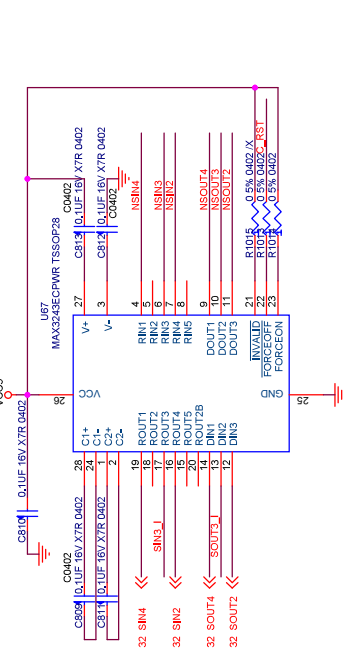 U67
MAX3243ECPWR TSSOP28
C813 0,1UF 16V X7R 0402
C0402
C812 0,1UF 16V X7R 0402
C0402
NSIN4
NSIN3
NSIN2
NSOUT4
NSOUT3
NSOUT2
R1015 0 5% 0402 /X
0 5% 0402
C_RST
0 5% 0402
27 V+
3 V-
4 RIN1
5 RIN2
6 RIN3
7 RIN4
8 RIN5
9 DOUT1
10 DOUT2
11 DOUT3
21 INVALID
22 FORCEOFF
23 FORCEON
26 VCC
GND 25
28 C1+
24 C1-
1 C2+
2 C2-
19 ROUT1
18 ROUT2
17 ROUT3
16 ROUT4
15 ROUT5
20 ROUT2B
14 DIN1
13 DIN2
12 DIN3
C810 0,1UF 16V X7R 0402
C809 0,1UF 16V X7R 0402
C0402
C811 0,1UF 16V X7R 0402
SIN3_I
SOUT3_I
32 SIN4
32 SIN2
32 SOUT4
32 SOUT2